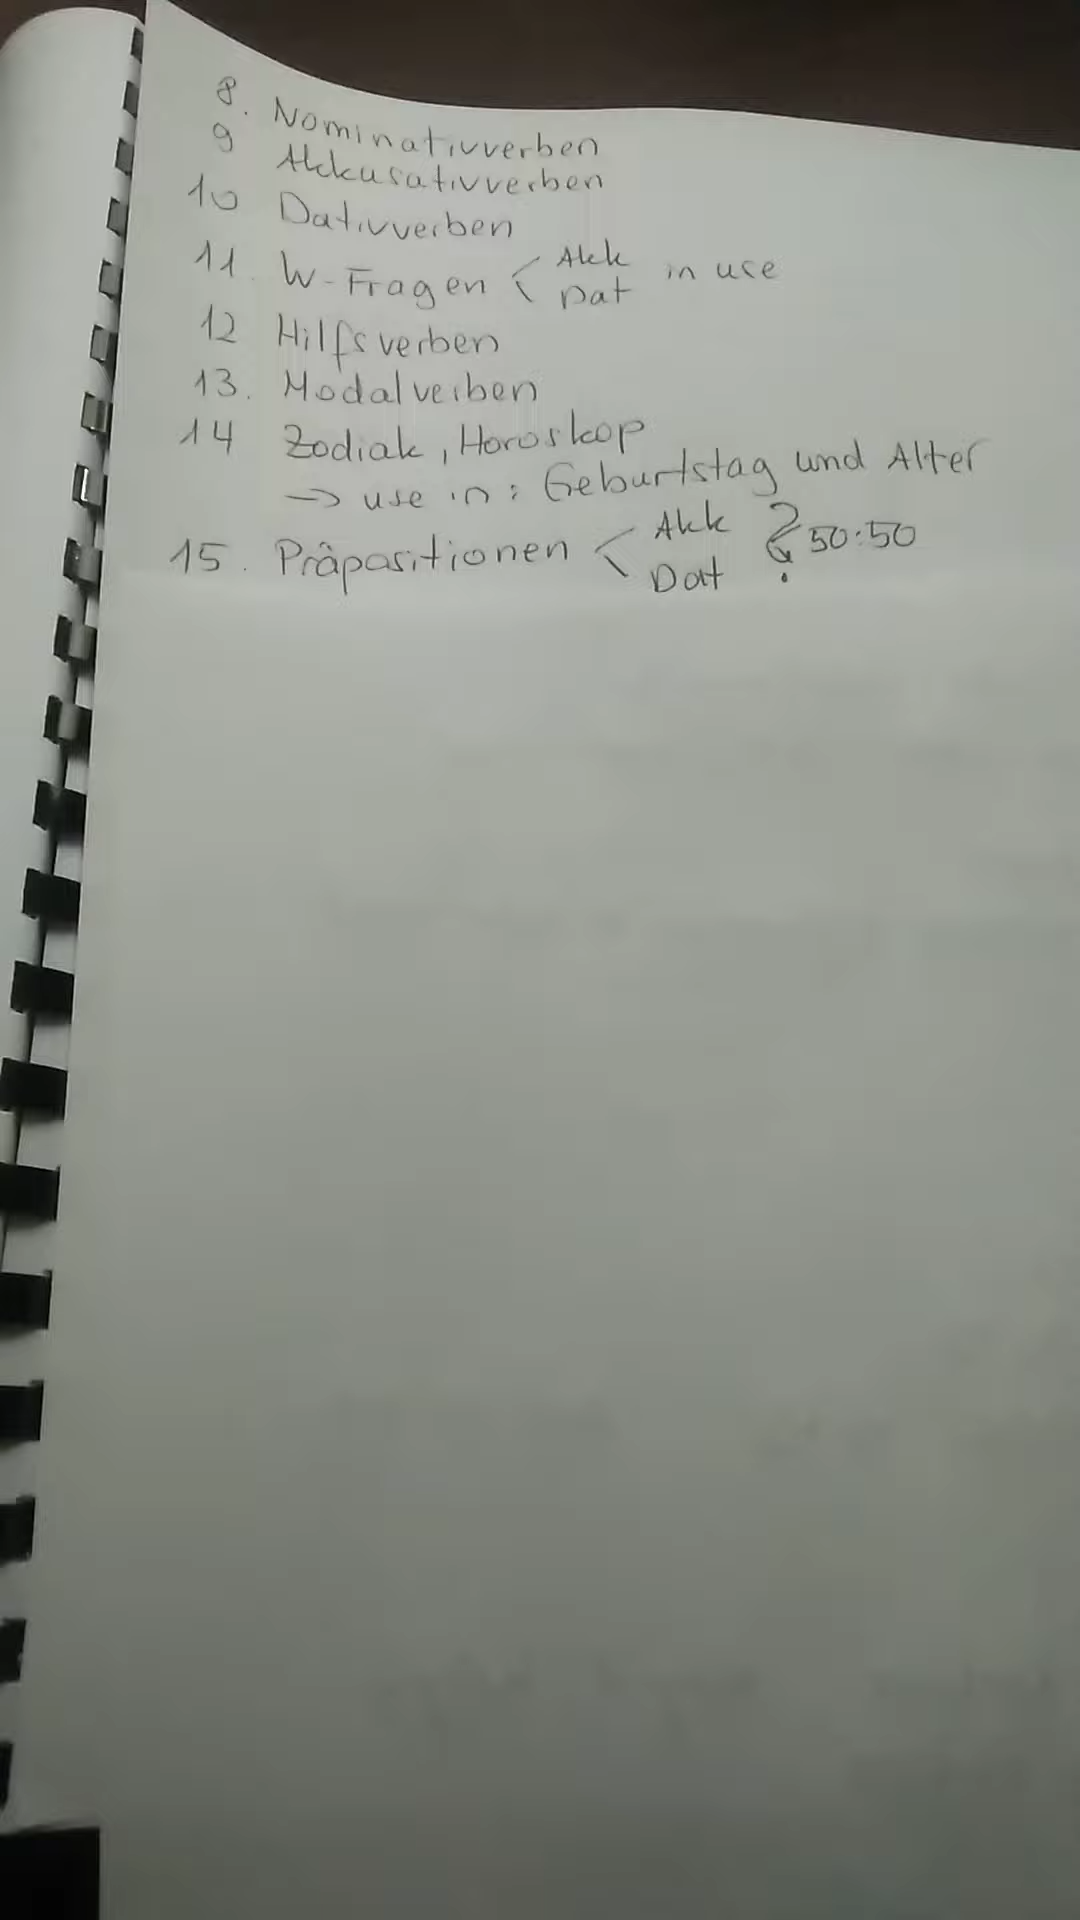 8. Nominativverben
9 Akkusativverben
10 Dativverben
11 W-Fragen < Akk Dat in use
12 Hilfsverben
13. Modalverben
14 Zodiak, Horoskop
→ use in: Geburtstag und Alter
15. Präpositionen < Akk Dat ? 50:50